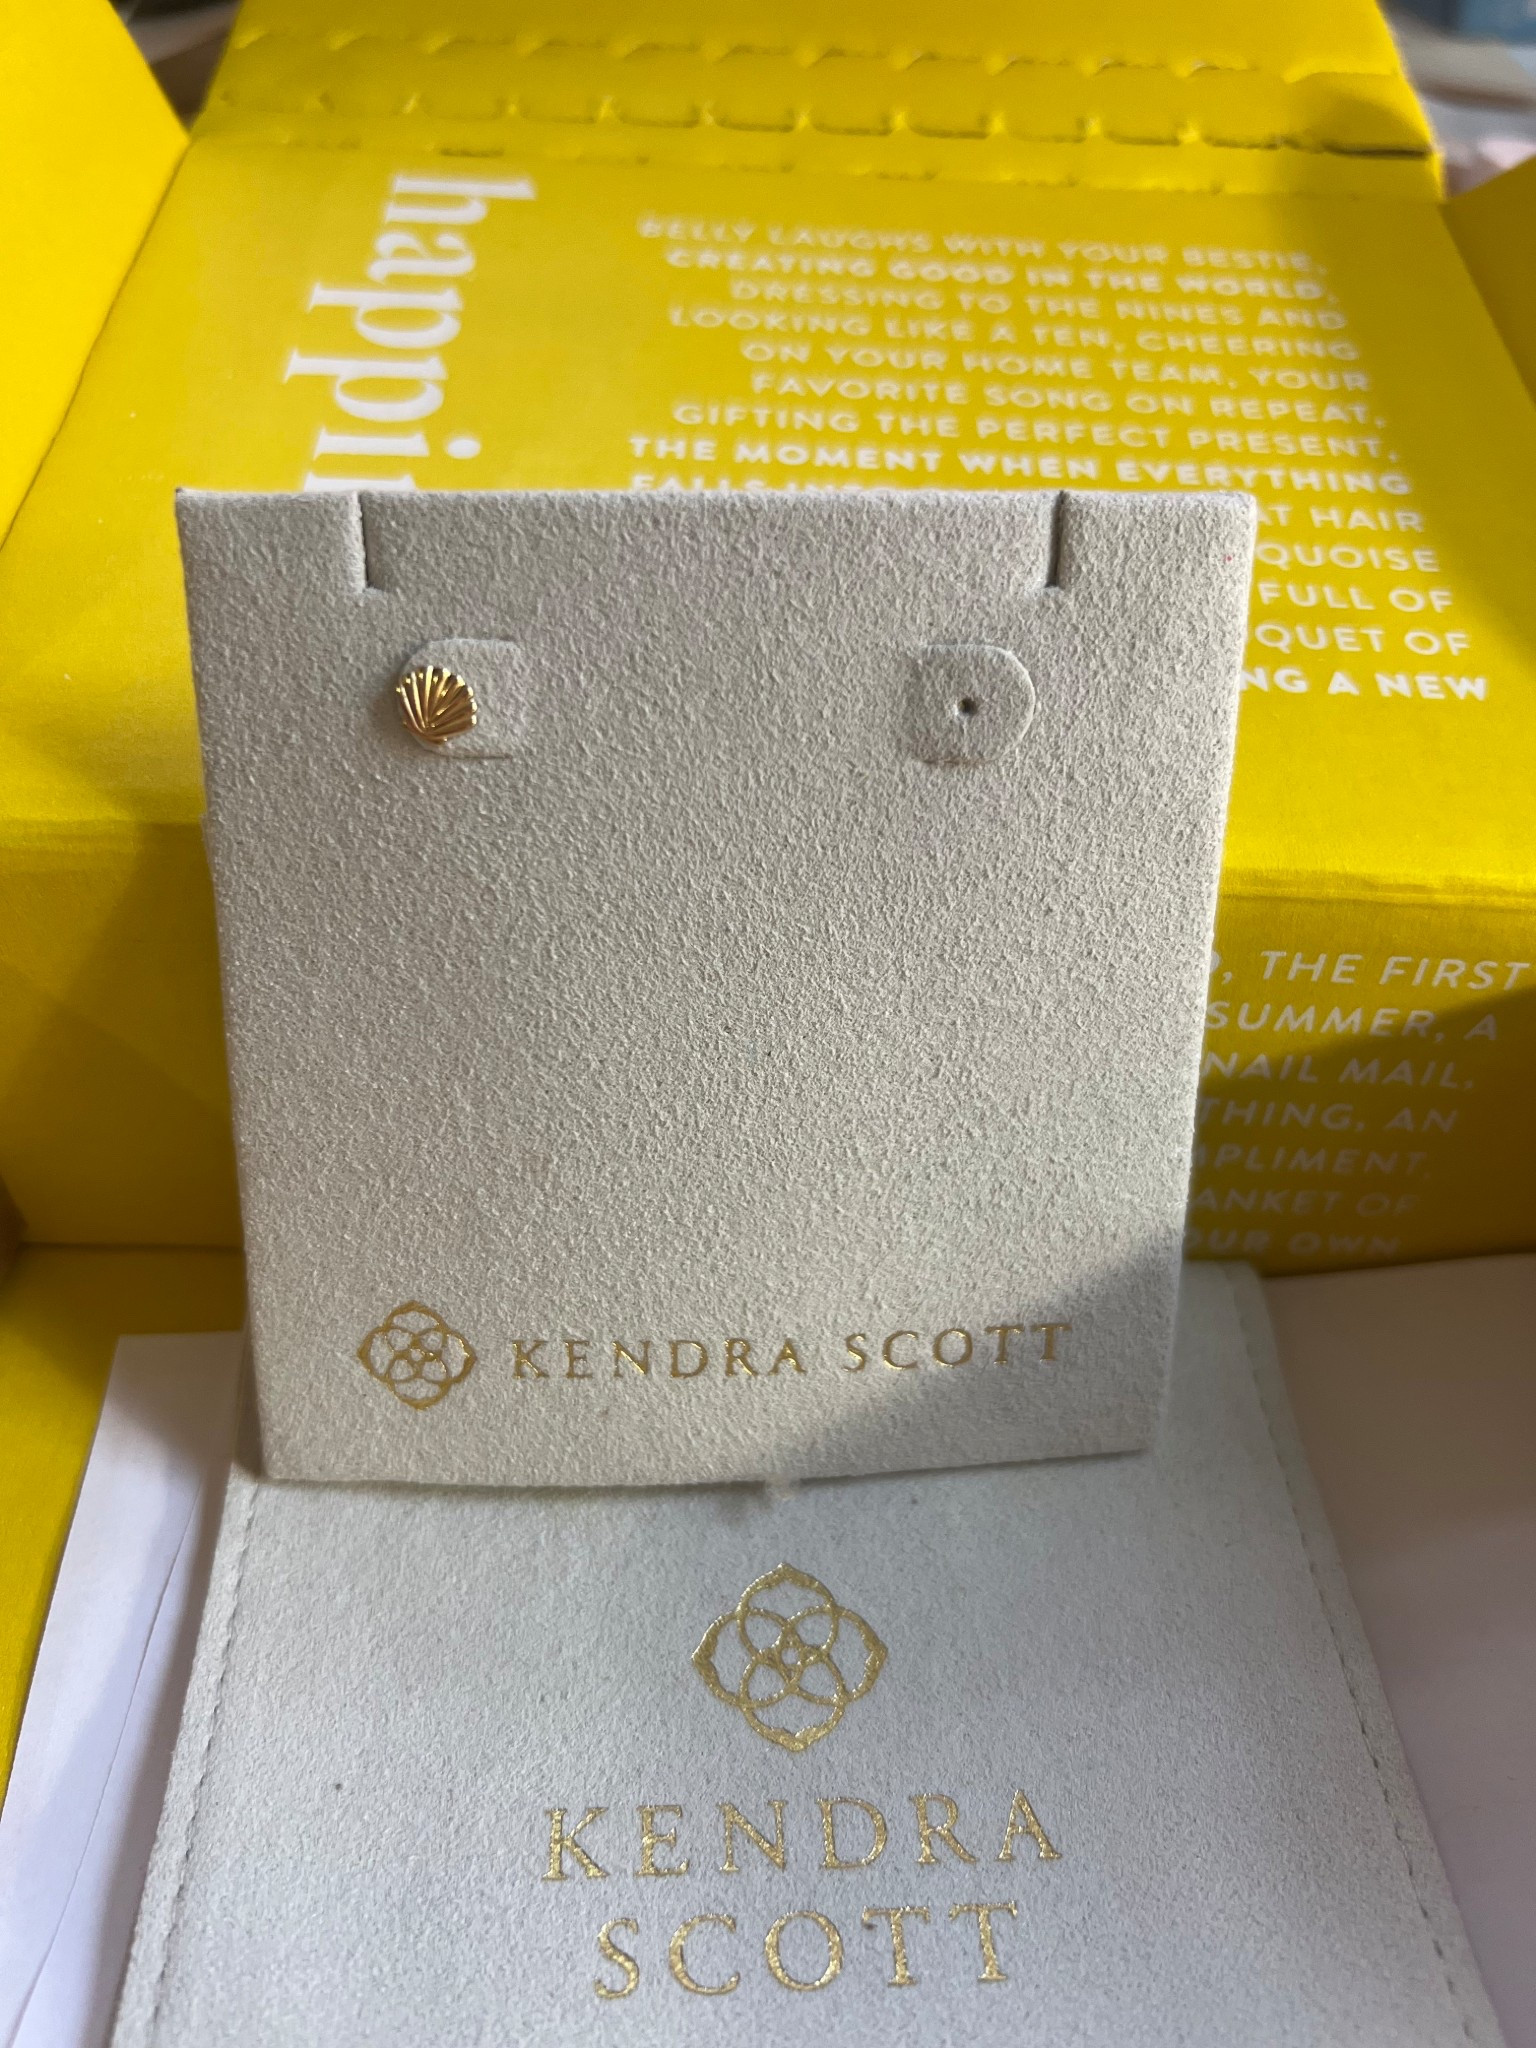 happin
BELLY LAUGHS WITH YOUR BESTIE,
CREATING GOOD IN THE WORLD,
DRESSING TO THE NINES AND
LOOKING LIKE A TEN, CHEERING
ON YOUR HOME TEAM, YOUR
FAVORITE SONG ON REPEAT,
GIFTING THE PERFECT PRESENT,
THE MOMENT WHEN EVERYTHING
FALLS
AT HAIR
QUOISE
FULL OF
QUET OF
NG A NEW
, THE FIRST
SUMMER, A
NAIL MAIL,
THING, AN
PLIMENT,
ANKET OF
OUR OWN
KENDRA SCOTT
KENDRA
SCOTT